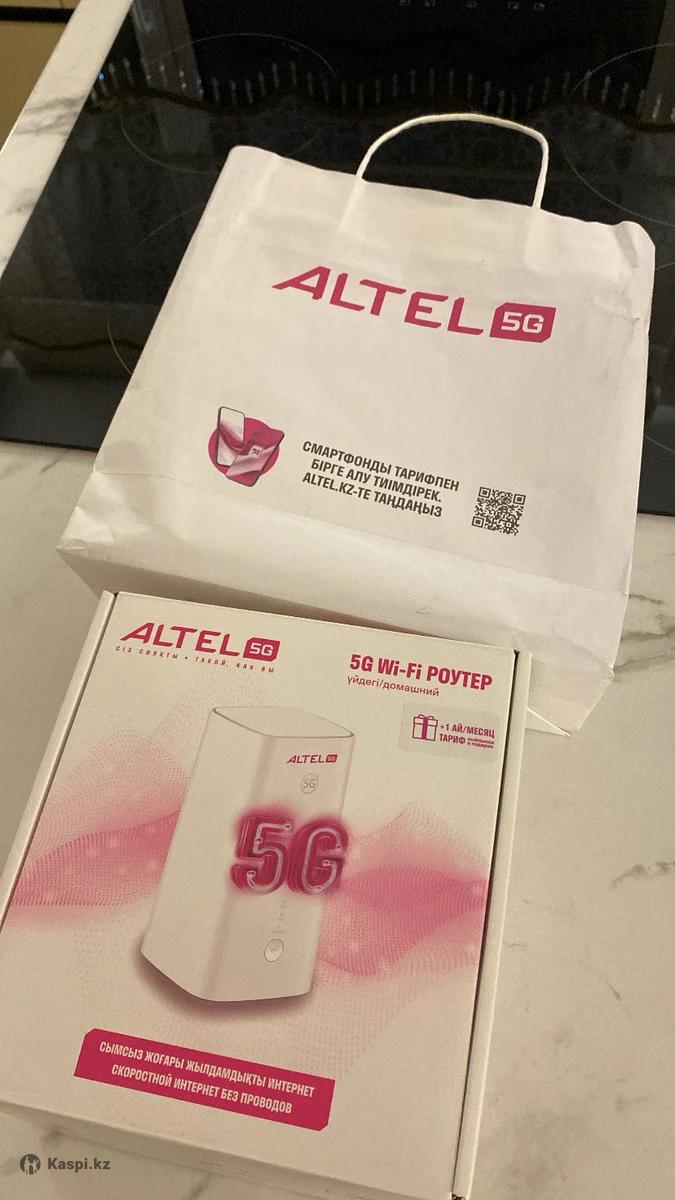 ALTEL 5G
СМАРТФОНДЫ ТАРИФПЕН
БІРГЕ АЛУ ТИІМДІРЕК.
ALTEL.KZ-ТЕ ТАҢДАҢЫЗ
ALTEL 5G
СІЗ СИЯҚТЫ • ТАКОЙ, КАК ВЫ
5G Wi-Fi РОУТЕР
үйдегі/домашний
+1 АЙ/МЕСЯЦ
ТАРИФ
в подарок
ALTEL 5G
5G
5G
СЫМСЫЗ ЖОҒАРЫ ЖЫЛДАМДЫҚТЫ ИНТЕРНЕТ
СКОРОСТНОЙ ИНТЕРНЕТ БЕЗ ПРОВОДОВ
Kaspi.kz